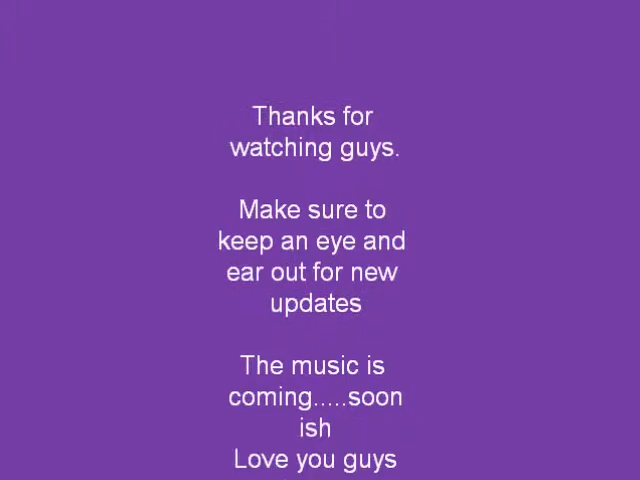 Thanks for
watching guys.
Make sure to
keep an eye and
ear out for new
updates
The music is
coming.....soon
ish
Love you guys